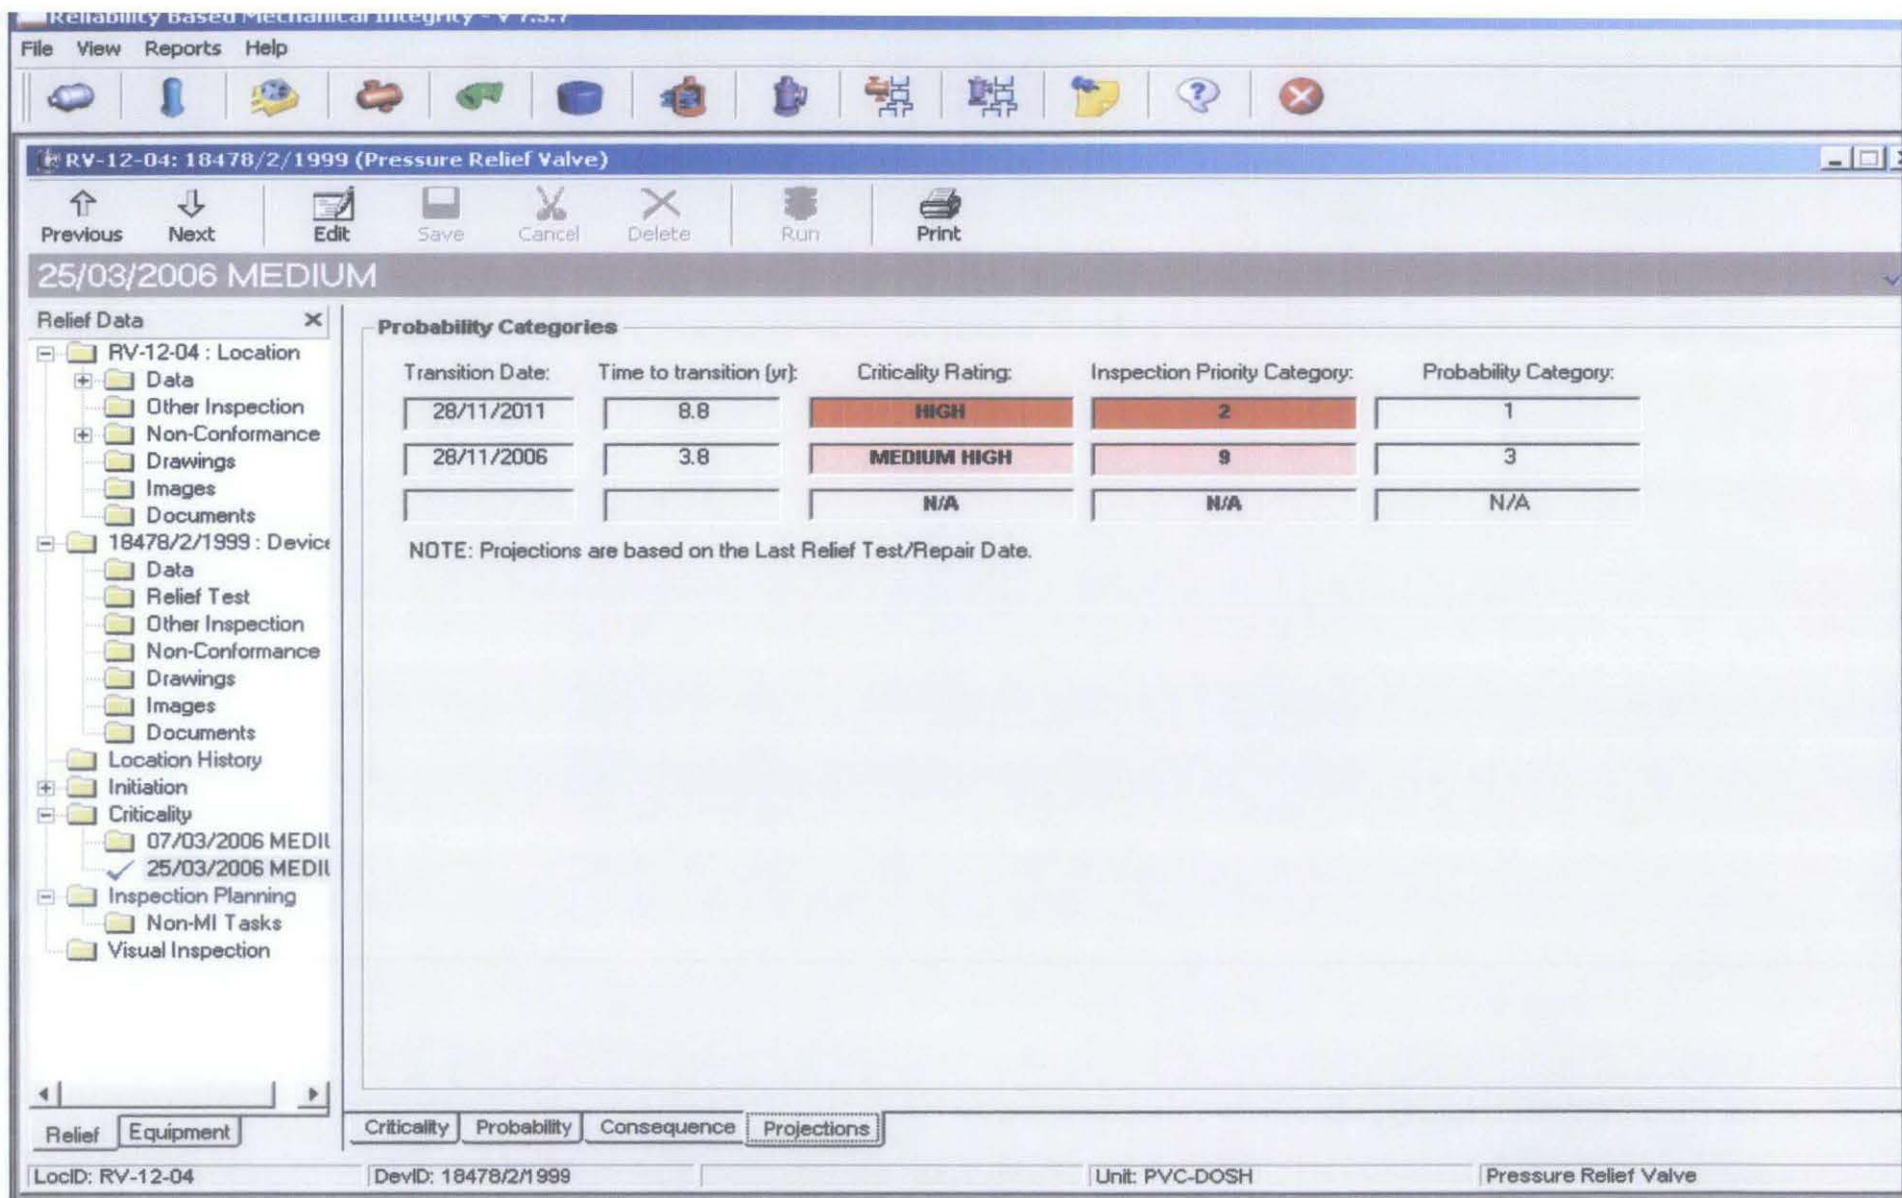 Reliability Based Mechanical Integrity - V 7.5.7
File View Reports Help
RV-12-04: 18478/2/1999 (Pressure Relief Valve)
Previous Next Edit Save Cancel Delete Run Print
25/03/2006 MEDIUM
Relief Data
RV-12-04 : Location
Data
Other Inspection
Non-Conformance
Drawings
Images
Documents
18478/2/1999 : Device
Data
Relief Test
Other Inspection
Non-Conformance
Drawings
Images
Documents
Location History
Initiation
Criticality
07/03/2006 MEDIU
25/03/2006 MEDIU
Inspection Planning
Non-MI Tasks
Visual Inspection
Relief Equipment
Probability Categories
Transition Date: Time to transition (yr): Criticality Rating: Inspection Priority Category: Probability Category:
28/11/2011 8.8 HIGH 2 1
28/11/2006 3.8 MEDIUM HIGH 9 3
N/A N/A N/A
NOTE: Projections are based on the Last Relief Test/Repair Date.
Criticality Probability Consequence Projections
LocID: RV-12-04 DevID: 18478/2/1999 Unit: PVC-DOSH Pressure Relief Valve